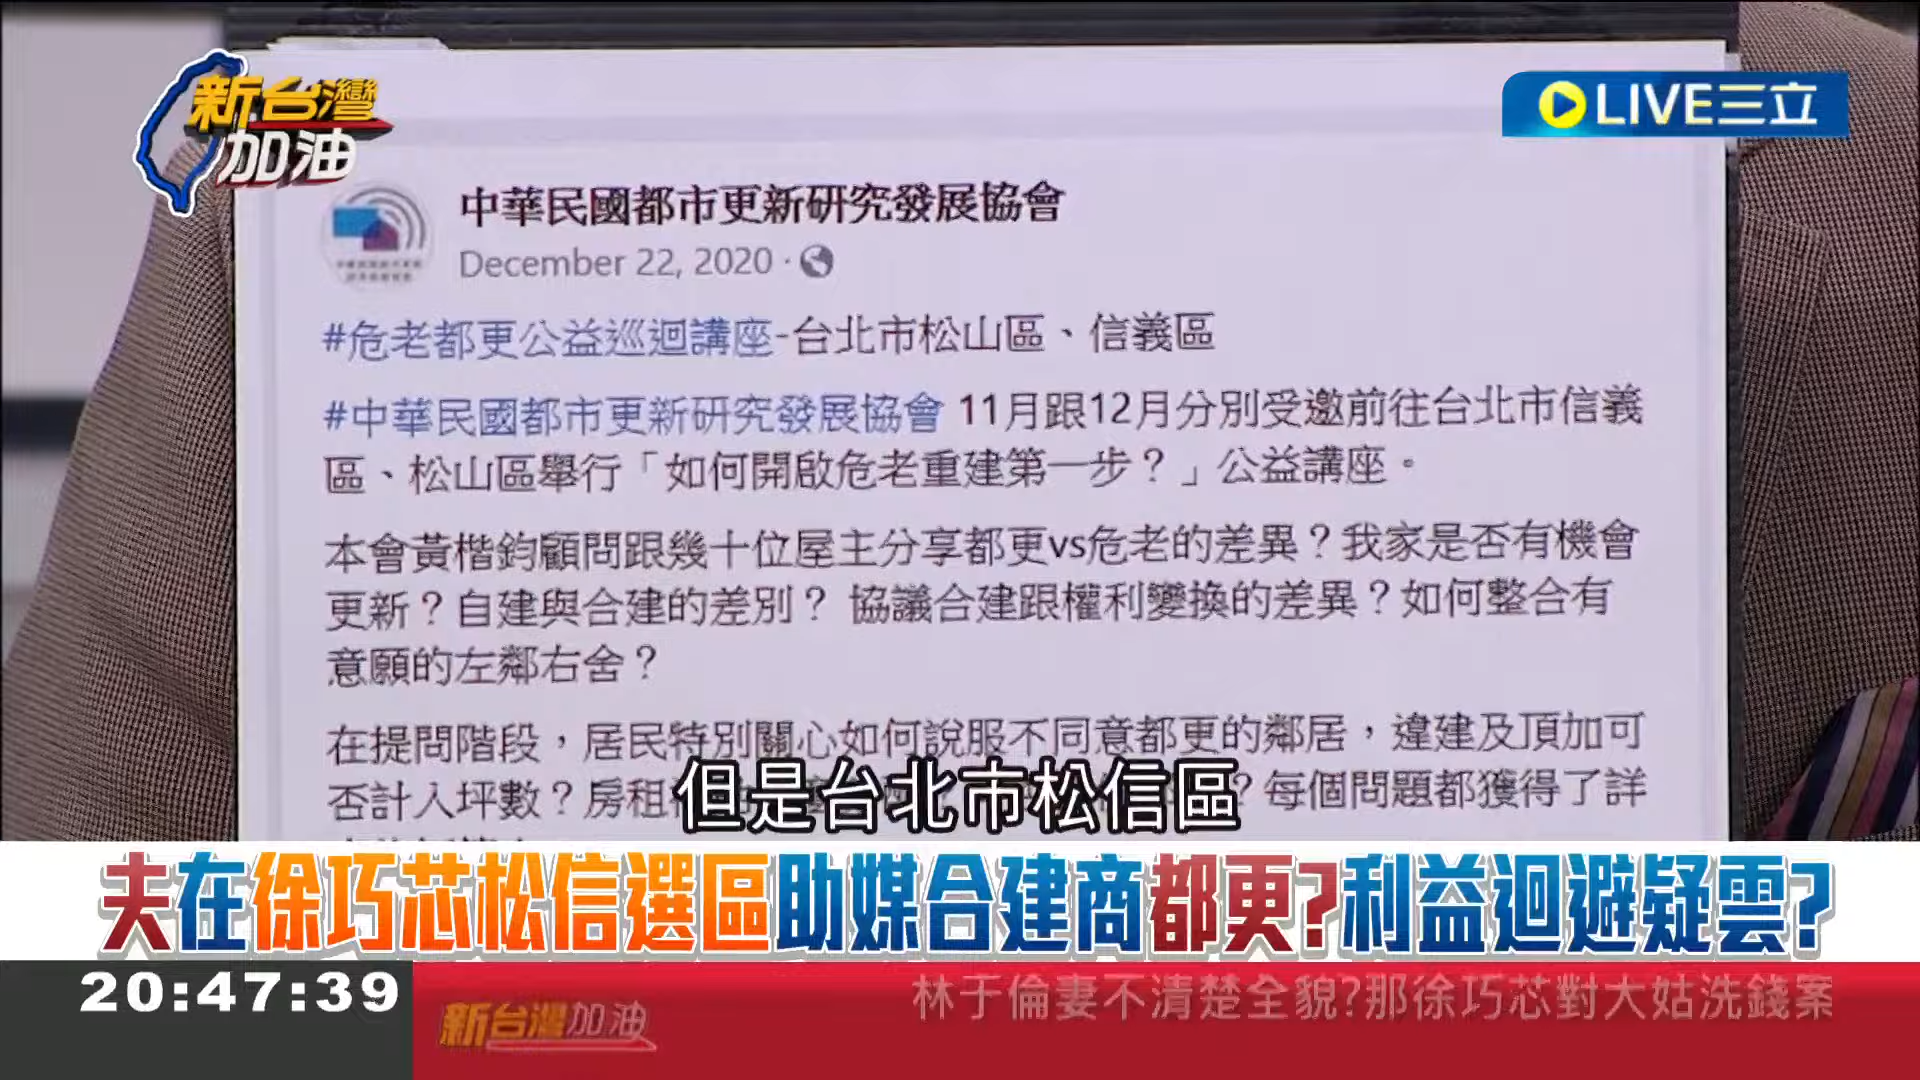 新台灣
加油
LIVE三立
中華民國都市更新研究發展協會
December 22, 2020 ·
#危老都更公益巡迴講座-台北市松山區、信義區
#中華民國都市更新研究發展協會 11月跟12月分別受邀前往台北市信義
區、松山區舉行「如何開啟危老重建第一步？」公益講座。
本會黃楷鈞顧問跟幾十位屋主分享都更vs危老的差異？我家是否有機會
更新？自建與合建的差別？ 協議合建跟權利變換的差異？如何整合有
意願的左鄰右舍？
在提問階段，居民特別關心如何說服不同意都更的鄰居，違建及頂加可
否計入坪數？房租 ？每個問題都獲得了詳
但是台北市松信區
夫在徐巧芯松信選區助媒合建商都更?利益迴避疑雲?
20:47:39
新台灣加油
林于倫妻不清楚全貌?那徐巧芯對大姑洗錢案